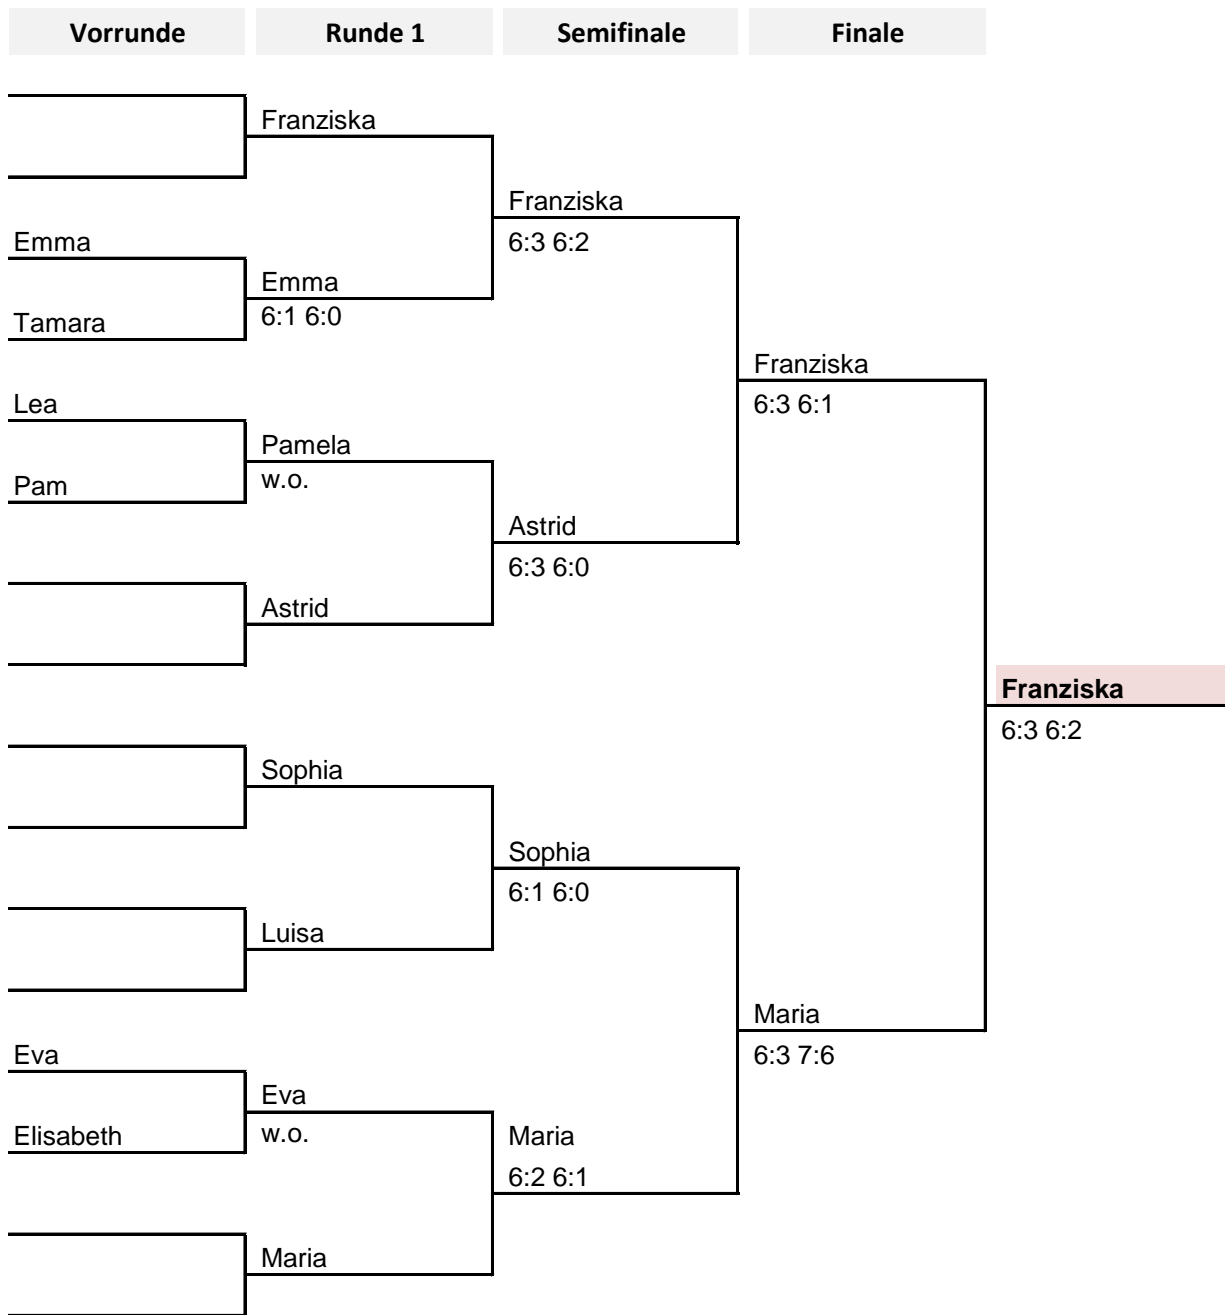 Vorrunde Runde 1 Semifinale Finale
Franziska
Franziska
Emma 6:3 6:2
Emma
Tamara 6:1 6:0
Franziska
Lea 6:3 6:1
Pamela
Pam w.o.
Astrid
6:3 6:0
Astrid
Franziska
6:3 6:2
Sophia
Sophia
6:1 6:0
Luisa
Maria
Eva 6:3 7:6
Eva
Elisabeth w.o. Maria
6:2 6:1
Maria